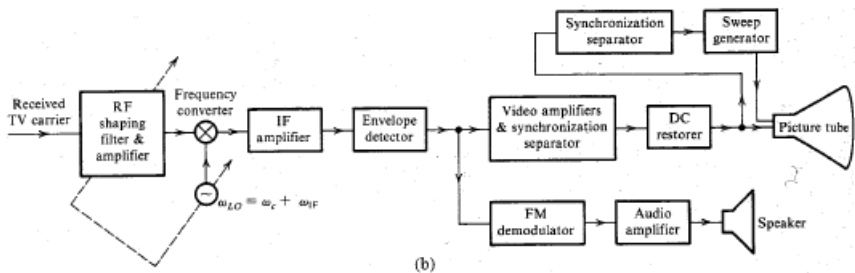 Synchronization
separator
Sweep
generator
Received
TV carrier
RF
shaping
filter &
amplifier
Frequency
converter
IF
amplifier
Envelope
detector
Video amplifiers
& synchronization
separator
DC
restorer
Picture tube
~
ω_LO = ω_c + ω_IF
FM
demodulator
Audio
amplifier
Speaker
(b)